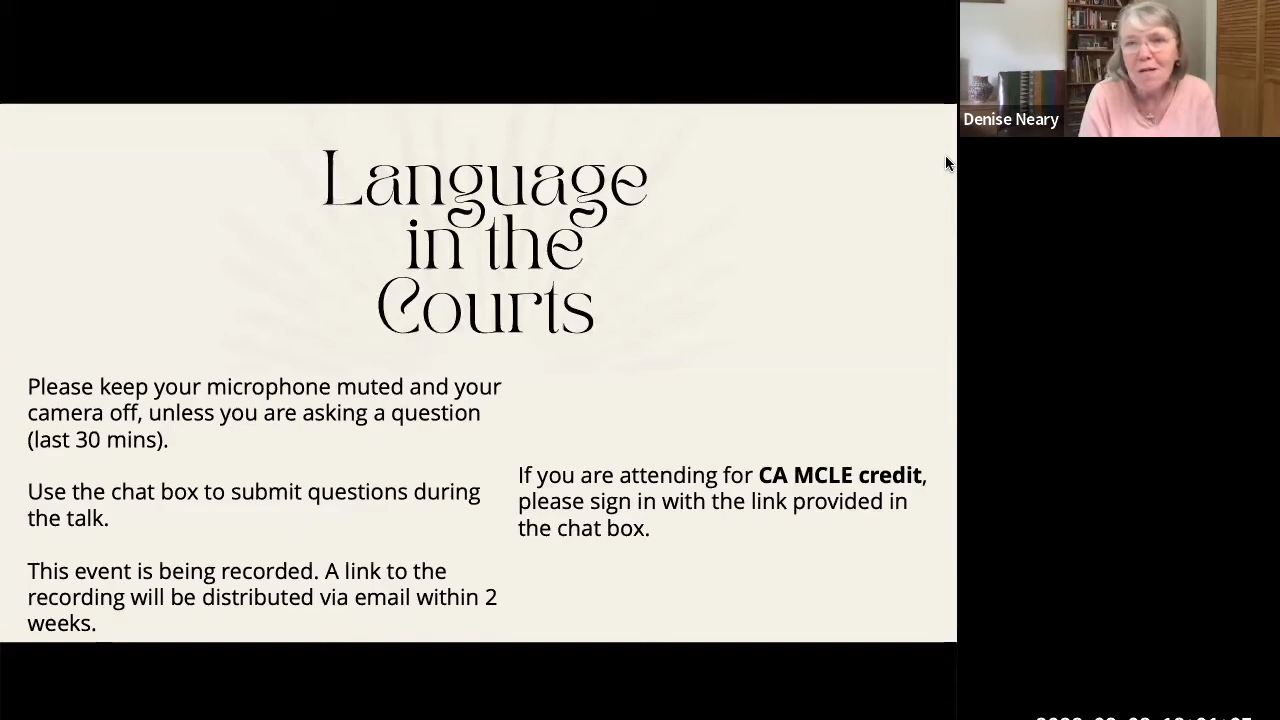 Language
in the
Courts
Please keep your microphone muted and your
camera off, unless you are asking a question
(last 30 mins).
Use the chat box to submit questions during
the talk.
This event is being recorded. A link to the
recording will be distributed via email within 2
weeks.
If you are attending for CA MCLE credit,
please sign in with the link provided in
the chat box.
Denise Neary